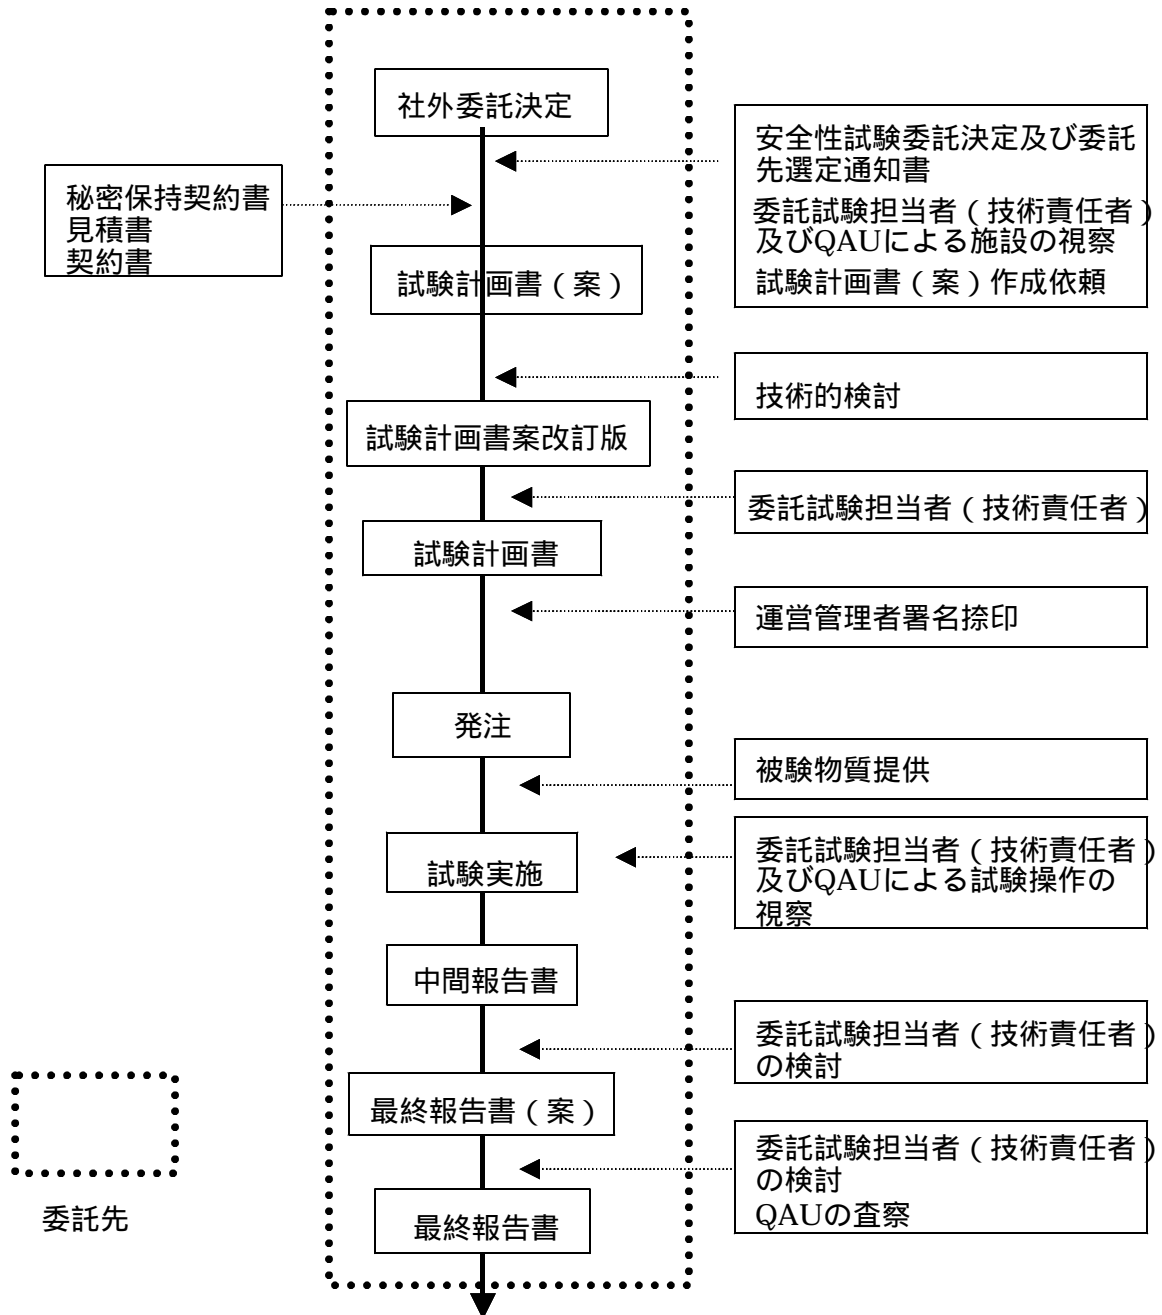 社外委託決定
安全性試験委託決定及び委託
先選定通知書
委託試験担当者（技術責任者）
及びQAUによる施設の視察
試験計画書（案）作成依頼
秘密保持契約書
見積書
契約書
試験計画書（案）
技術的検討
試験計画書案改訂版
委託試験担当者（技術責任者）
試験計画書
運営管理者署名捺印
発注
被験物質提供
試験実施
委託試験担当者（技術責任者）
及びQAUによる試験操作の
視察
中間報告書
委託試験担当者（技術責任者）
の検討
最終報告書（案）
委託試験担当者（技術責任者）
の検討
QAUの査察
最終報告書
委託先